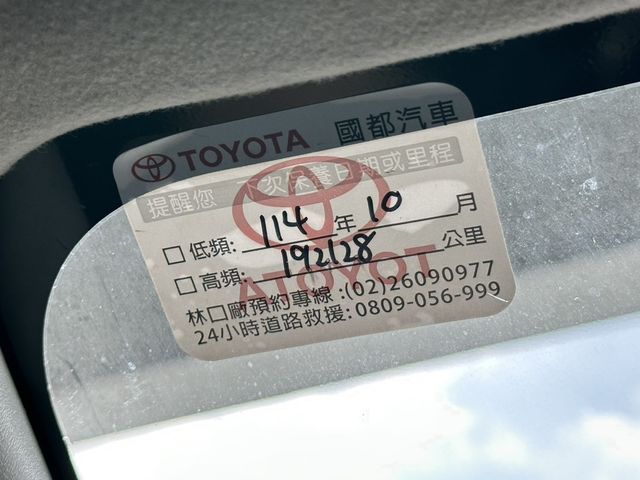 TOYOTA 國都汽車
提醒您 下次保養日期或里程
□低頻: 114 年 10 月
□高頻: 192128 公里
林口廠預約專線:(02)26090977
24小時道路救援:0809-056-999
TOYOTA